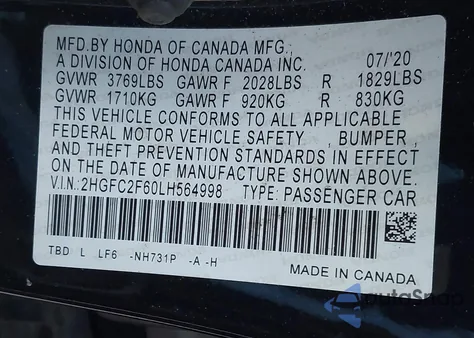 MFD.BY HONDA OF CANADA MFG.,
A DIVISION OF HONDA CANADA INC. 07/'20
GVWR 3769LBS GAWR F 2028LBS R 1829LBS
GVWR 1710KG GAWR F 920KG R 830KG
THIS VEHICLE CONFORMS TO ALL APPLICABLE
FEDERAL MOTOR VEHICLE SAFETY , BUMPER ,
AND THEFT PREVENTION STANDARDS IN EFFECT
ON THE DATE OF MANUFACTURE SHOWN ABOVE.
V.I.N:2HGFC2F60LH564998 TYPE: PASSENGER CAR
TBD L LF6 -NH731P -A -H
MADE IN CANADA
autoSnap